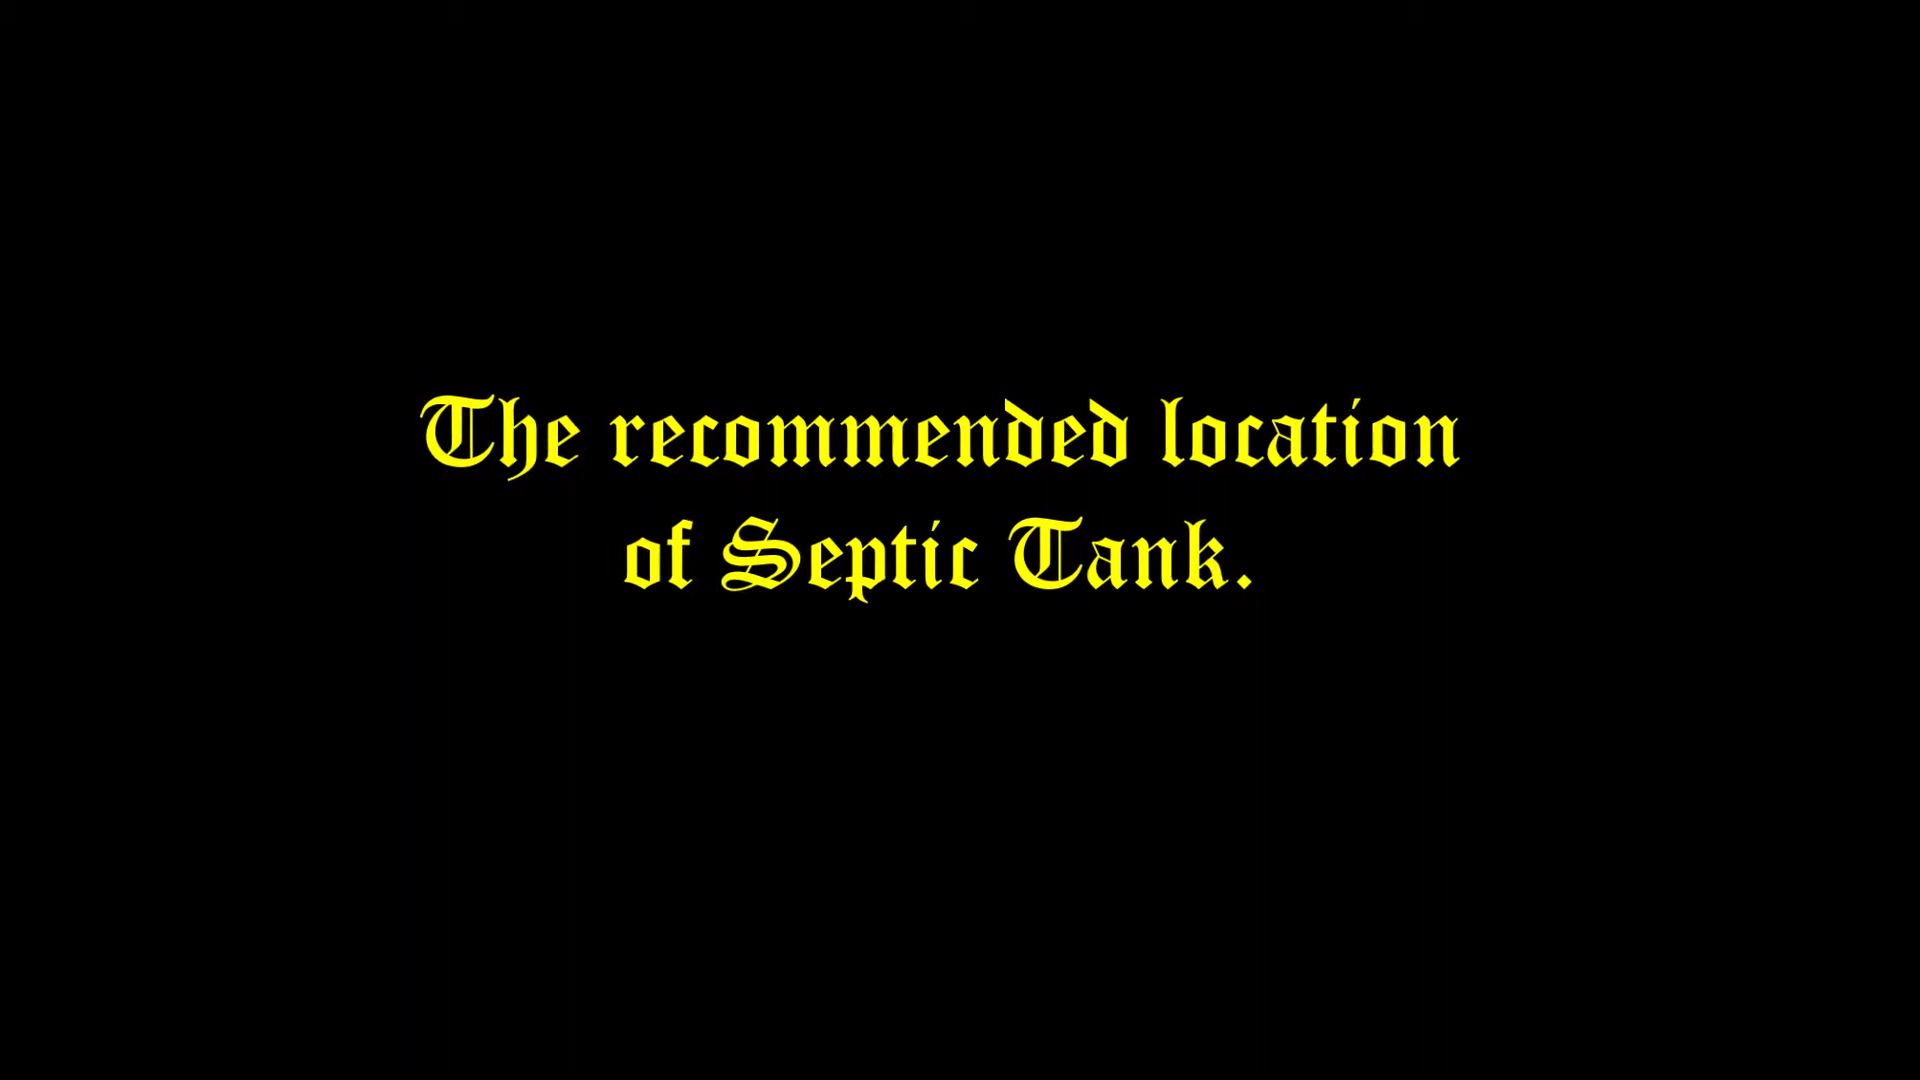 The recommended location
of Septic Tank.